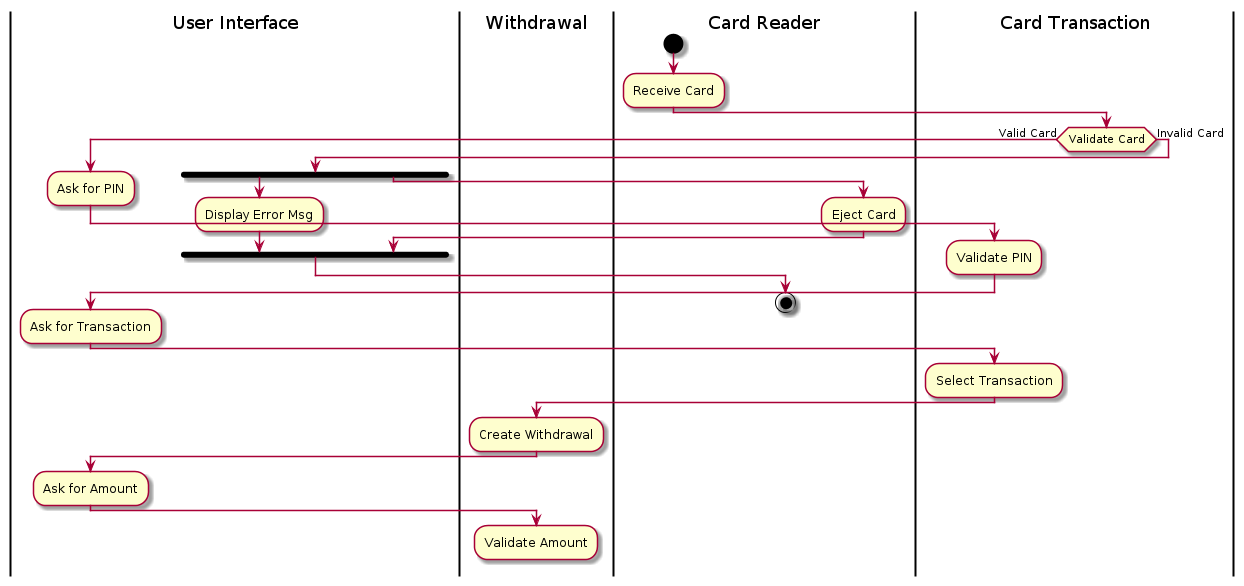 User Interface
Withdrawal
Card Reader
Card Transaction
Receive Card
Valid Card
Validate Card
Invalid Card
Ask for PIN
Display Error Msg
Eject Card
Validate PIN
Ask for Transaction
Select Transaction
Create Withdrawal
Ask for Amount
Validate Amount